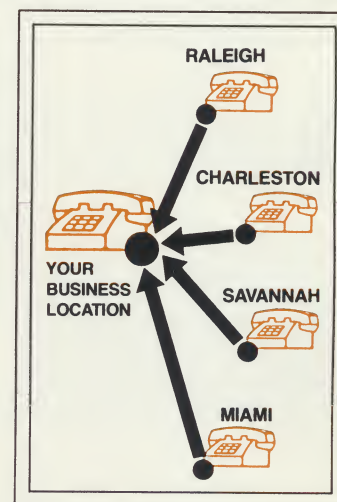 RALEIGH
CHARLESTON
YOUR
BUSINESS
LOCATION
SAVANNAH
MIAMI